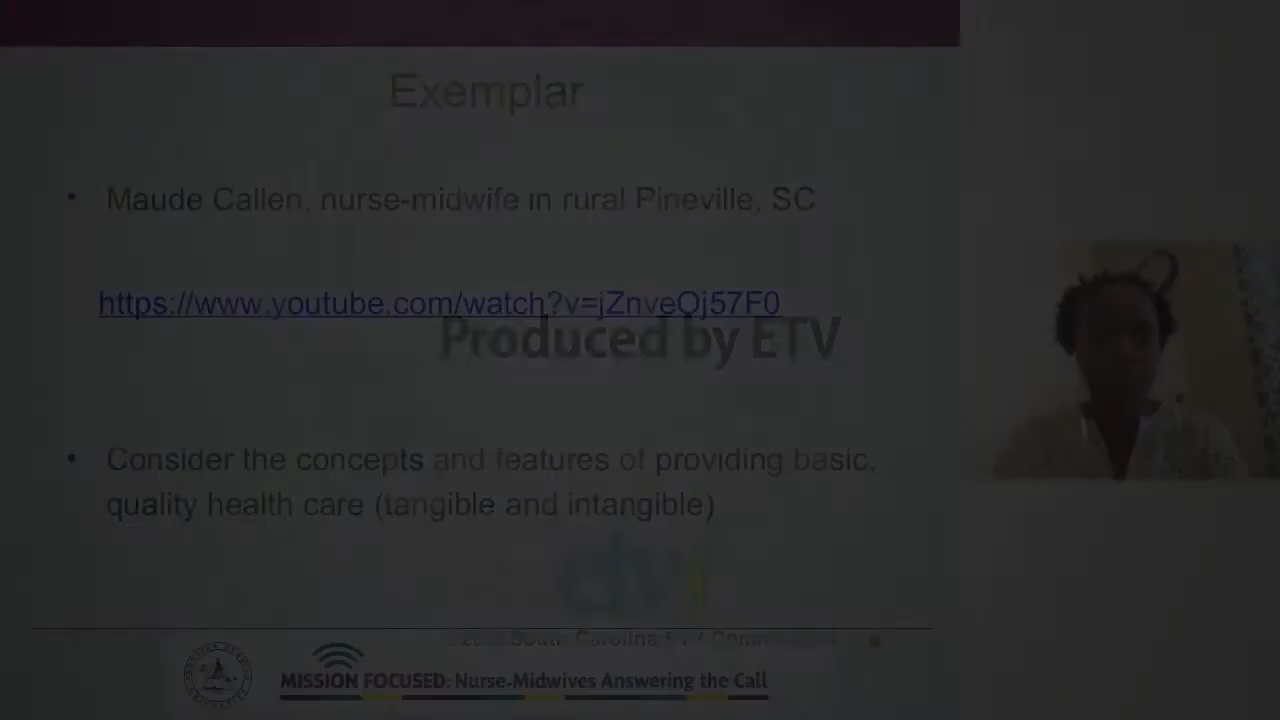 Exemplar
• Maude Callen, nurse-midwife in rural Pineville, SC
https://www.youtube.com/watch?v=jZnveOj57F0
Produced by ETV
• Consider the concepts and features of providing basic,
quality health care (tangible and intangible)
etv
South Carolina ETV
MISSION FOCUSED: Nurse-Midwives Answering the Call